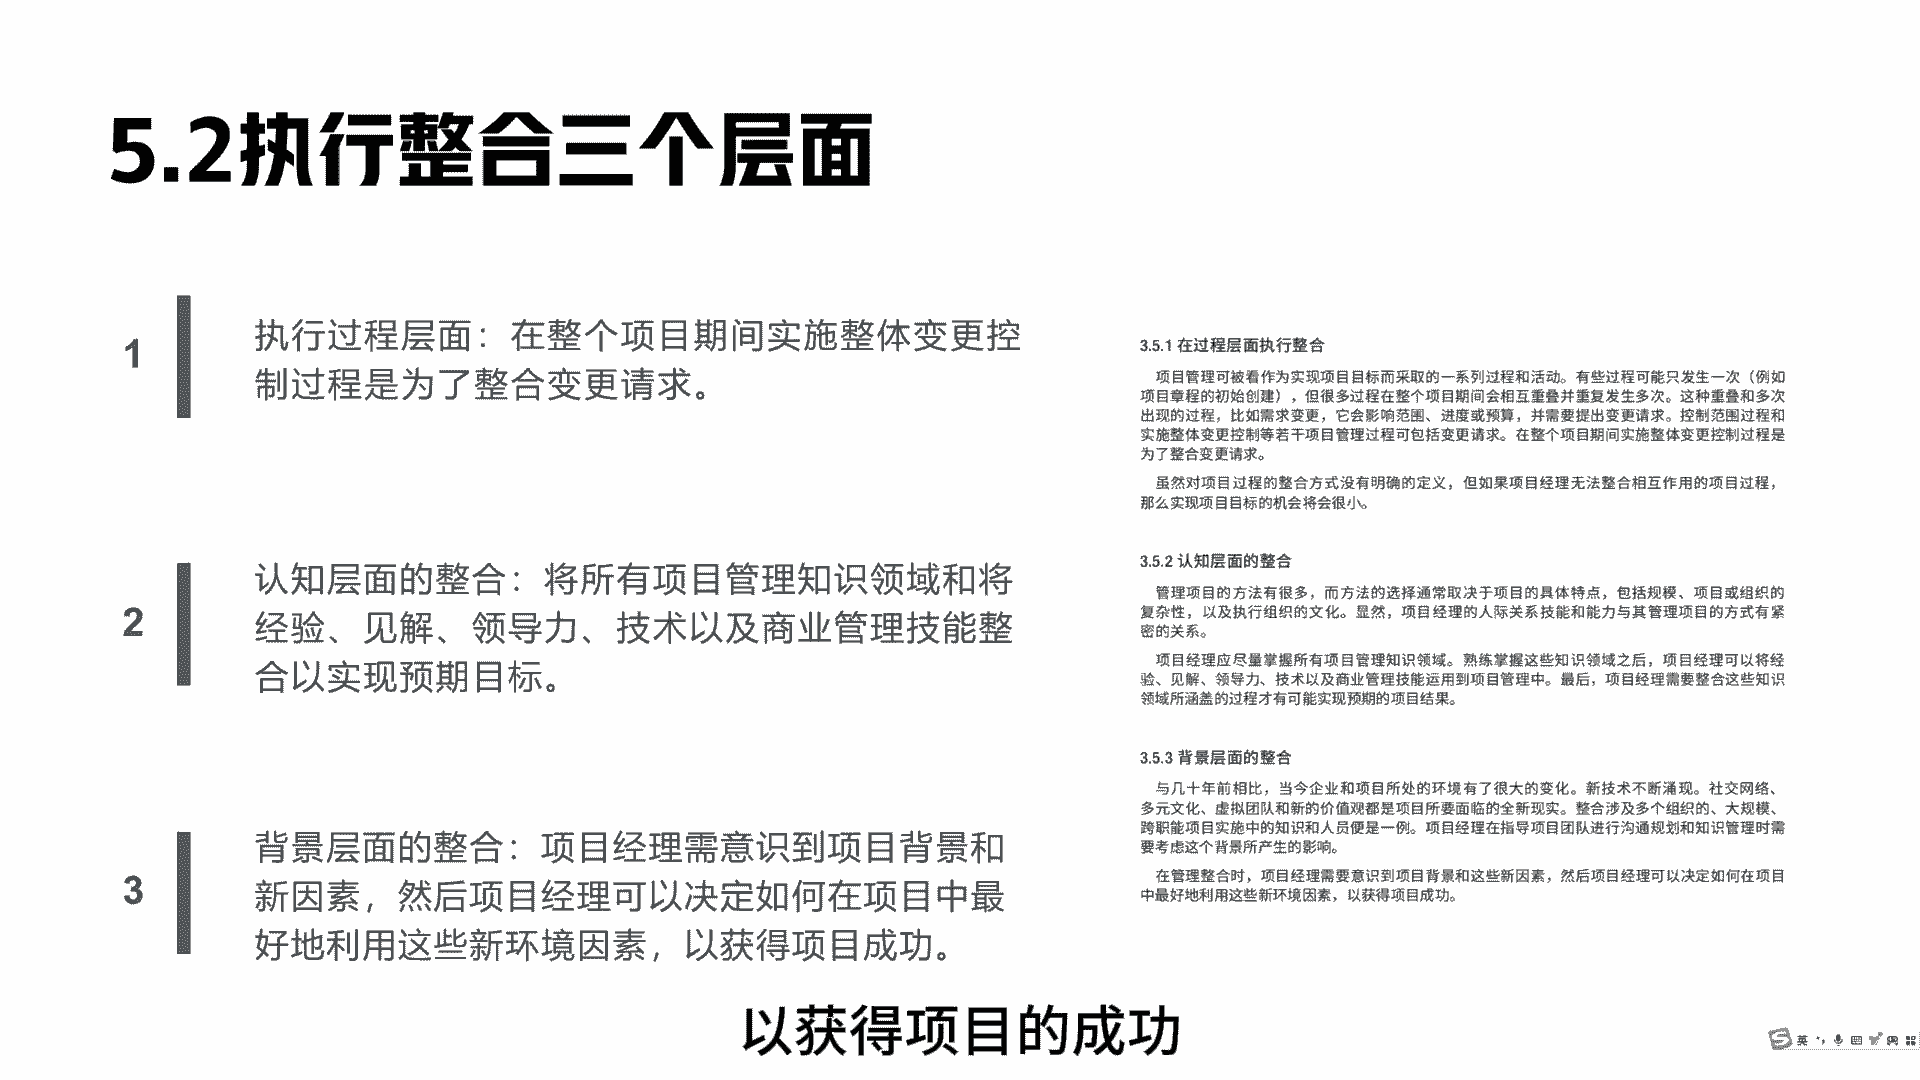 5.2执行整合三个层面
1
执行过程层面：在整个项目期间实施整体变更控
制过程是为了整合变更请求。
2
认知层面的整合：将所有项目管理知识领域和将
经验、见解、领导力、技术以及商业管理技能整
合以实现预期目标。
3
背景层面的整合：项目经理需意识到项目背景和
新因素，然后项目经理可以决定如何在项目中最
好地利用这些新环境因素，以获得项目成功。
3.5.1 在过程层面执行整合
项目管理可被看作为实现项目目标而采取的一系列过程和活动。有些过程可能只发生一次（例如
项目章程的初始创建），但很多过程在整个项目期间会相互重叠并重复发生多次。这种重叠和多次
出现的过程，比如需求变更，它会影响范围、进度或预算，并需要提出变更请求。控制范围过程和
实施整体变更控制等若干项目管理过程可包括变更请求。在整个项目期间实施整体变更控制过程是
为了整合变更请求。
虽然对项目过程的整合方式没有明确的定义，但如果项目经理无法整合相互作用的项目过程，
那么实现项目目标的机会将会很小。
3.5.2 认知层面的整合
管理项目的方法有很多，而方法的选择通常取决于项目的具体特点，包括规模、项目或组织的
复杂性，以及执行组织的文化。显然，项目经理的人际关系技能和能力与其管理项目的方式有紧
密的关系。
项目经理应尽量掌握所有项目管理知识领域。熟练掌握这些知识领域之后，项目经理可以将经
验、见解、领导力、技术以及商业管理技能运用到项目管理中。最后，项目经理需要整合这些知识
领域所涵盖的过程才有可能实现预期的项目结果。
3.5.3 背景层面的整合
与几十年前相比，当今企业和项目所处的环境有了很大的变化。新技术不断涌现。社交网络、
多元文化、虚拟团队和新的价值观都是项目所要面临的全新现实。整合涉及多个组织的、大规模、
跨职能项目实施中的知识和人员便是一例。项目经理在指导项目团队进行沟通规划和知识管理时需
要考虑这个背景所产生的影响。
在管理整合时，项目经理需要意识到项目背景和这些新因素，然后项目经理可以决定如何在项目
中最好地利用这些新环境因素，以获得项目成功。
以获得项目的成功
英